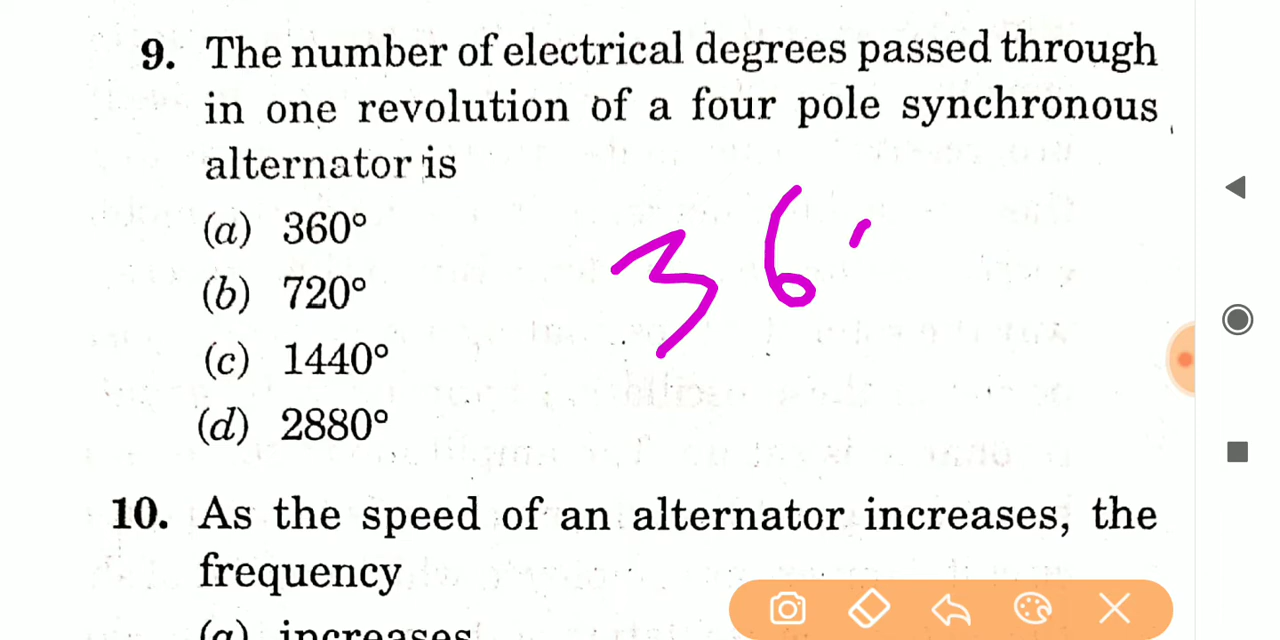 9. The number of electrical degrees passed through
in one revolution of a four pole synchronous
alternator is
(a) 360°
(b) 720°
(c) 1440°
(d) 2880°
36
10. As the speed of an alternator increases, the
frequency
(a) increases